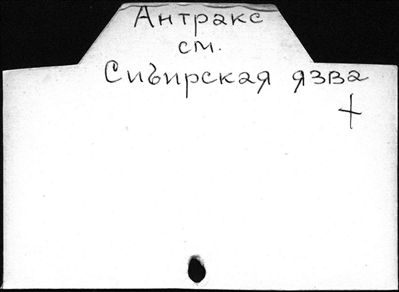 Антракс
см.
Сибирская язва
+